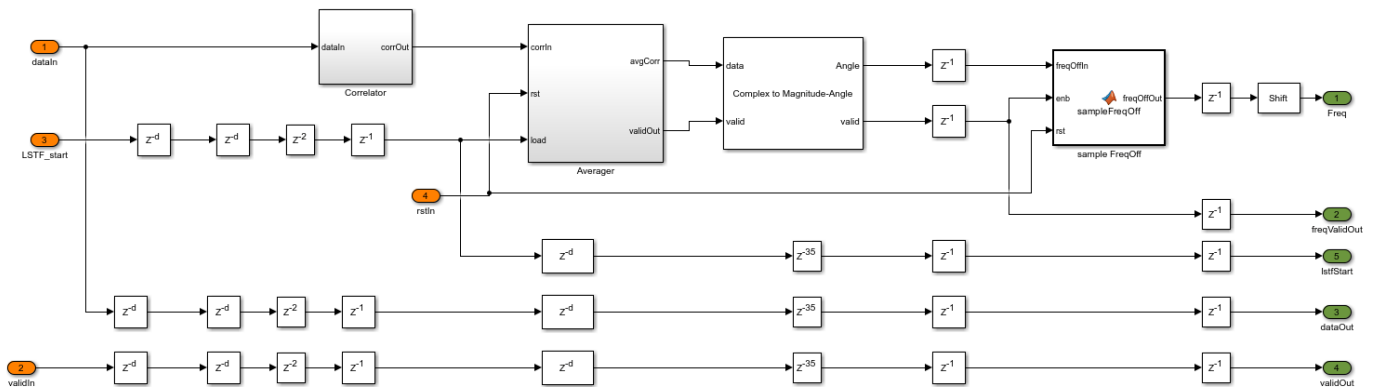 1
dataIn
dataIn
corrOut
Correlator
corrIn
rst
load
avgCorr
validOut
Averager
data
valid
Complex to Magnitude-Angle
Angle
valid
z-1
z-1
freqOffIn
enb
rst
sampleFreqOff
freqOffOut
sample FreqOff
z-1
Shift
1
Freq
3
LSTF_start
z-d
z-d
z-2
z-1
4
rstIn
z-1
2
freqValidOut
z-d
z-35
z-1
z-1
5
lstfStart
z-d
z-d
z-2
z-1
z-d
z-35
z-1
z-1
3
dataOut
2
validIn
z-d
z-d
z-2
z-1
z-d
z-35
z-1
z-1
4
validOut